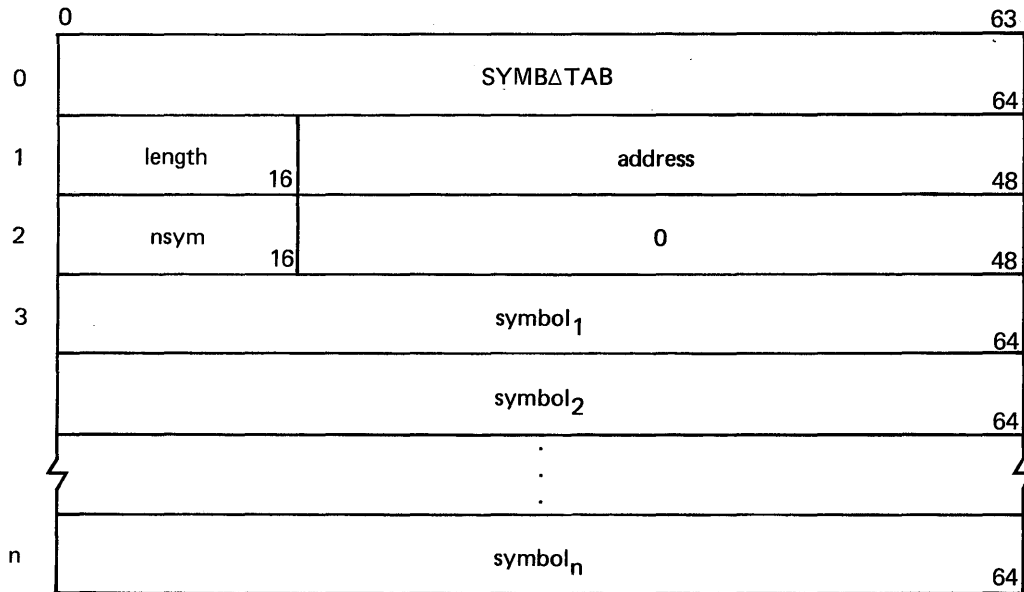 0 63
0 SYMBΔTAB 64
1 length 16 address 48
2 nsym 16 0 48
3 symbol1 64
symbol2 64
.
.
.
n symboln 64